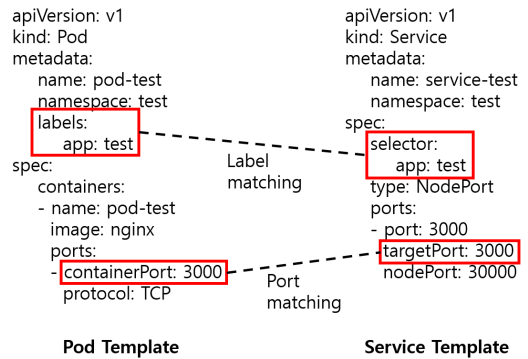 apiVersion: v1
kind: Pod
metadata:
name: pod-test
namespace: test
labels:
app: test
spec:
containers:
- name: pod-test
image: nginx
ports:
- containerPort: 3000
protocol: TCP
Pod Template
Label
matching
Port
matching
apiVersion: v1
kind: Service
metadata:
name: service-test
namespace: test
spec:
selector:
app: test
type: NodePort
ports:
- port: 3000
targetPort: 3000
nodePort: 30000
Service Template